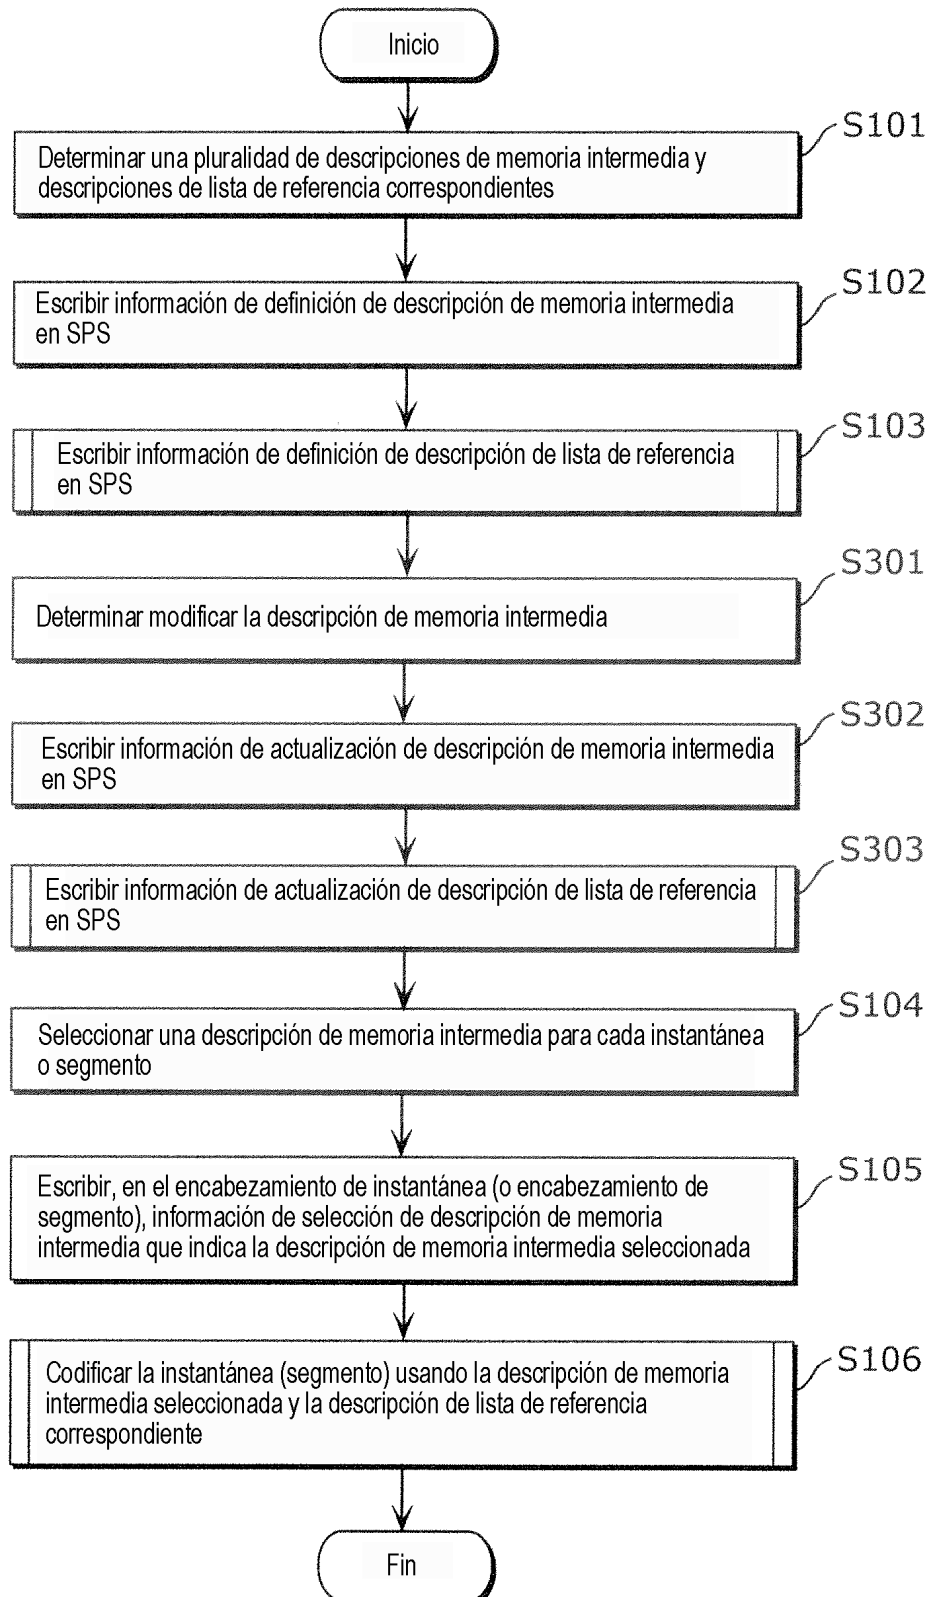 Inicio
S101
Determinar una pluralidad de descripciones de memoria intermedia y
descripciones de lista de referencia correspondientes
S102
Escribir información de definición de descripción de memoria intermedia
en SPS
S103
Escribir información de definición de descripción de lista de referencia
en SPS
S301
Determinar modificar la descripción de memoria intermedia
S302
Escribir información de actualización de descripción de memoria intermedia
en SPS
S303
Escribir información de actualización de descripción de lista de referencia
en SPS
S104
Seleccionar una descripción de memoria intermedia para cada instantánea
o segmento
S105
Escribir, en el encabezamiento de instantánea (o encabezamiento de
segmento), información de selección de descripción de memoria
intermedia que indica la descripción de memoria intermedia seleccionada
S106
Codificar la instantánea (segmento) usando la descripción de memoria
intermedia seleccionada y la descripción de lista de referencia
correspondiente
Fin